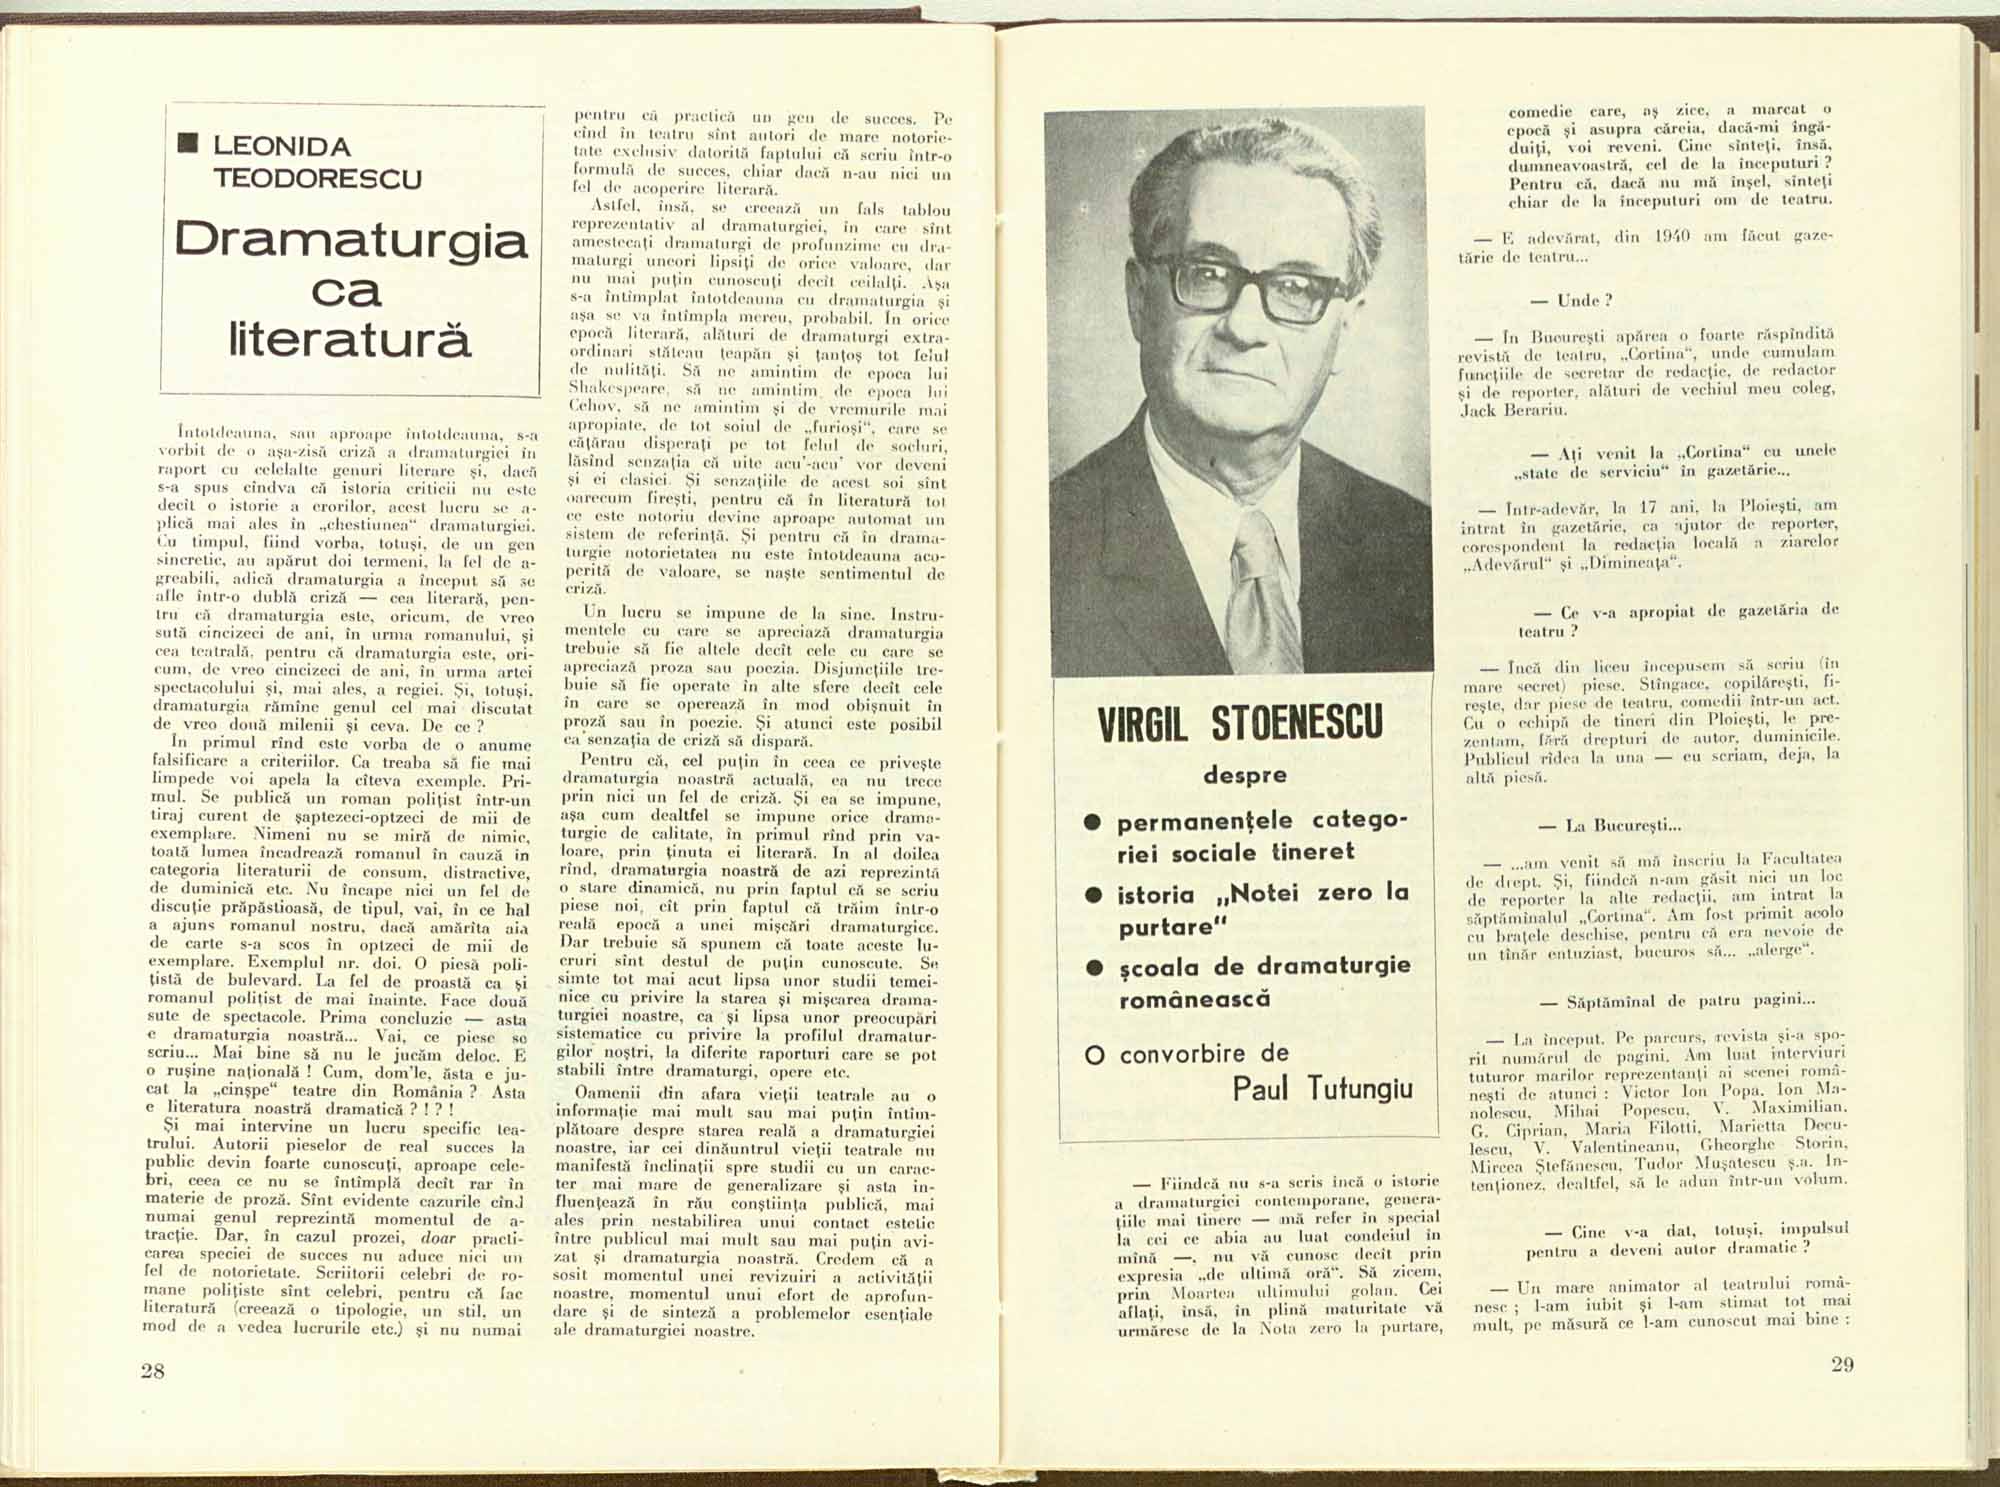 ■ LEONIDA
TEODORESCU
Dramaturgia
ca
literatură
Întotdeauna, sau aproape întotdeauna, s-a
vorbit de o așa-zisă criză a dramaturgiei în
raport cu celelalte genuri literare și, dacă
s-a spus cîndva că istoria criticii nu este
decît o istorie a erorilor, acest lucru se a-
plică mai ales în „chestiunea“ dramaturgiei.
Cu timpul, fiind vorba, totuși, de un gen
sincretic, au apărut doi termeni, la fel de a-
greabili, adică dramaturgia a început să se
afle într-o dublă criză — cea literară, pen-
tru că dramaturgia este, oricum, de vreo
sută cincizeci de ani, în urma romanului, și
cea teatrală, pentru că dramaturgia este, ori-
cum, de vreo cincizeci de ani, în urma artei
spectacolului și, mai ales, a regiei. Și, totuși,
dramaturgia rămîne genul cel mai discutat
de vreo două milenii și ceva. De ce ?
În primul rînd este vorba de o anume
falsificare a criteriilor. Ca treaba să fie mai
limpede voi apela la cîteva exemple. Pri-
mul. Se publică un roman polițist într-un
tiraj curent de șaptezeci-optzeci de mii de
exemplare. Nimeni nu se miră de nimic,
toată lumea încadrează romanul în cauză in
categoria literaturii de consum, distractive,
de duminică etc. Nu încape nici un fel de
discuție prăpăstioasă, de tipul, vai, în ce hal
a ajuns romanul nostru, dacă amărîta aia
de carte s-a scos în optzeci de mii de
exemplare. Exemplul nr. doi. O piesă poli-
țistă de bulevard. La fel de proastă ca și
romanul polițist de mai înainte. Face două
sute de spectacole. Prima concluzie — asta
e dramaturgia noastră... Vai, ce piese se
scriu... Mai bine să nu le jucăm deloc. E
o rușine națională ! Cum, dom'le, ăsta e ju-
cat la „cinșpe“ teatre din România ? Asta
e literatura noastră dramatică ? ! ? !
Și mai intervine un lucru specific tea-
trului. Autorii pieselor de real succes la
public devin foarte cunoscuți, aproape cele-
bri, ceea ce nu se întîmplă decît rar în
materie de proză. Sînt evidente cazurile cînd
numai genul reprezintă momentul de a-
tracție. Dar, în cazul prozei, doar practi-
carea speciei de succes nu aduce nici un
fel de notorietate. Scriitorii celebri de ro-
mane polițiste sînt celebri, pentru că fac
literatură (creează o tipologie, un stil, un
mod de a vedea lucrurile etc.) și nu numai
pentru că practică un gen de succes. Pe
cînd în teatru sînt autori de mare notorie-
tate exclusiv datorită faptului că scriu într-o
formulă de succes, chiar dacă n-au nici un
fel de acoperire literară.
Astfel, însă, se creează un fals tablou
reprezentativ al dramaturgiei, în care sînt
amestecați dramaturgi de profunzime cu dra-
maturgi uneori lipsiți de orice valoare, dar
nu mai puțin cunoscuți decît ceilalți. Așa
s-a întîmplat întotdeauna cu dramaturgia și
așa se va întîmpla mereu, probabil. În orice
epocă literară, alături de dramaturgi extra-
ordinari stăteau țeapăn și țanțoș tot felul
de nulități. Să ne amintim de epoca lui
Shakespeare, să ne amintim de epoca lui
Cehov, să ne amintim și de vremurile mai
apropiate, de tot soiul de „furioși“, care se
cățărau disperați pe tot felul de socluri,
lăsînd senzația că uite acu'-acu' vor deveni
și ei clasici. Și senzațiile de acest soi sînt
oarecum firești, pentru că în literatură tot
ce este notoriu devine aproape automat un
sistem de referință. Și pentru că în drama-
turgie notorietatea nu este întotdeauna aco-
perită de valoare, se naște sentimentul de
criză.
Un lucru se impune de la sine. Instru-
mentele cu care se apreciază dramaturgia
trebuie să fie altele decît cele cu care se
apreciază proza sau poezia. Disjuncțiile tre-
buie să fie operate în alte sfere decît cele
în care se operează în mod obișnuit în
proză sau în poezie. Și atunci este posibil
ca senzația de criză să dispară.
Pentru că, cel puțin în ceea ce privește
dramaturgia noastră actuală, ea nu trece
prin nici un fel de criză. Și ea se impune,
așa cum dealtfel se impune orice drama-
turgie de calitate, în primul rînd prin va-
loare, prin ținuta ei literară. In al doilea
rînd, dramaturgia noastră de azi reprezintă
o stare dinamică, nu prin faptul că se scriu
piese noi, cît prin faptul că trăim într-o
reală epocă a unei mișcări dramaturgice.
Dar trebuie să spunem că toate aceste lu-
cruri sînt destul de puțin cunoscute. Se
simte tot mai acut lipsa unor studii temei-
nice cu privire la starea și mișcarea drama-
turgiei noastre, ca și lipsa unor preocupări
sistematice cu privire la profilul dramatur-
gilor noștri, la diferite raporturi care se pot
stabili între dramaturgi, opere etc.
Oamenii din afara vieții teatrale au o
informație mai mult sau mai puțin întîm-
plătoare despre starea reală a dramaturgiei
noastre, iar cei dinăuntrul vieții teatrale nu
manifestă înclinații spre studii cu un carac-
ter mai mare de generalizare și asta in-
fluențează în rău conștiința publică, mai
ales prin nestabilirea unui contact estetic
între publicul mai mult sau mai puțin avi-
zat și dramaturgia noastră. Credem că a
sosit momentul unei revizuiri a activității
noastre, momentul unui efort de aprofun-
dare și de sinteză a problemelor esențiale
ale dramaturgiei noastre.
28
VIRGIL STOENESCU
despre
● permanențele catego-
riei sociale tineret
● istoria „Notei zero la
purtare“
● școala de dramaturgie
românească
O convorbire de
Paul Tutungiu
— Fiindcă nu s-a scris încă o istorie
a dramaturgiei contemporane, genera-
țiile mai tinere — mă refer în special
la cei ce abia au luat condeiul în
mînă —, nu vă cunosc decît prin
expresia „de ultimă oră“. Să zicem,
prin Moartea ultimului golan. Cei
aflați, însă, în plină maturitate vă
urmăresc de la Nota zero la purtare,
comedie care, aș zice, a marcat o
epocă și asupra căreia, dacă-mi îngă-
duiți, voi reveni. Cine sînteți, însă,
dumneavoastră, cel de la începuturi ?
Pentru că, dacă nu mă înșel, sînteți
chiar de la începuturi om de teatru.
— E adevărat, din 1940 am făcut gaze-
tărie de teatru...
— Unde ?
— În București apărea o foarte răspîndită
revistă de teatru, „Cortina“, unde cumulam
funcțiile de secretar de redacție, de redactor
și de reporter, alături de vechiul meu coleg,
Jack Berariu.
— Ați venit la „Cortina“ cu unele
„state de serviciu“ în gazetărie...
— Într-adevăr, la 17 ani, la Ploiești, am
intrat în gazetărie, ca ajutor de reporter,
corespondent la redacția locală a ziarelor
„Adevărul“ și „Dimineața“.
— Ce v-a apropiat de gazetăria de
teatru ?
— Încă din liceu începusem să scriu (în
mare secret) piese. Stîngace, copilărești, fi-
rește, dar piese de teatru, comedii într-un act.
Cu o echipă de tineri din Ploiești, le pre-
zentam, fără drepturi de autor, duminicile.
Publicul rîdea la una — eu scriam, deja, la
altă piesă.
— La București...
— ...am venit să mă înscriu la Facultatea
de drept. Și, fiindcă n-am găsit nici un loc
de reporter la alte redacții, am intrat la
săptămînalul „Cortina“. Am fost primit acolo
cu brațele deschise, pentru că era nevoie de
un tînăr entuziast, bucuros să... „alerge“.
— Săptămînal de patru pagini...
— La început. Pe parcurs, revista și-a spo-
rit numărul de pagini. Am luat interviuri
tuturor marilor reprezentanți ai scenei româ-
nești de atunci : Victor Ion Popa, Ion Ma-
nolescu, Mihai Popescu, V. Maximilian,
G. Ciprian, Maria Filotti, Marietta Decu-
lescu, V. Valentineanu, Gheorghe Storin,
Mircea Ștefănescu, Tudor Mușatescu ș.a. In-
tenționez, dealtfel, să le adun într-un volum.
— Cine v-a dat, totuși, impulsul
pentru a deveni autor dramatic ?
— Un mare animator al teatrului româ-
nesc ; l-am iubit și l-am stimat tot mai
mult, pe măsură ce l-am cunoscut mai bine :
29